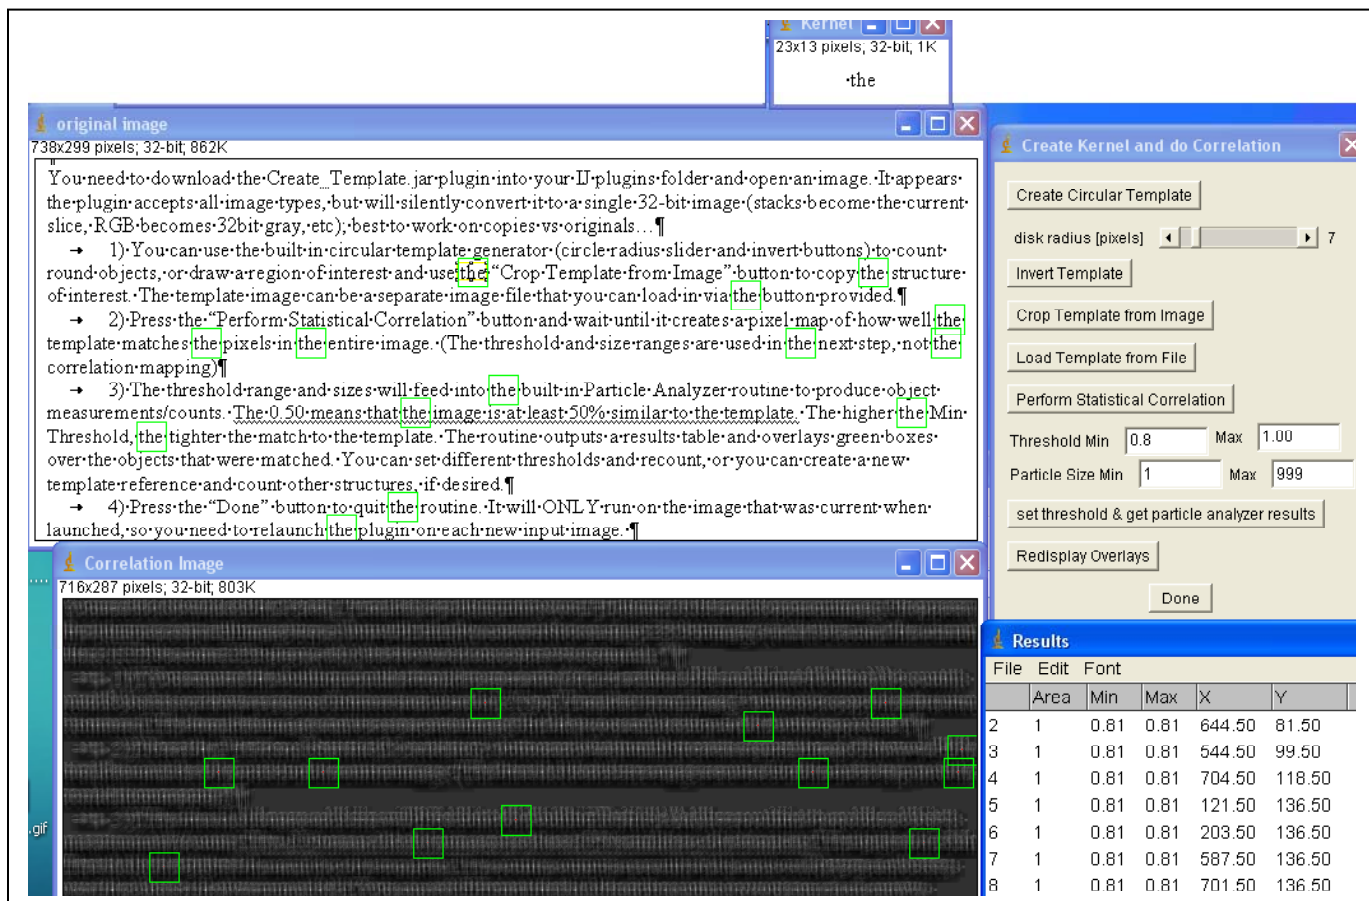 Kernel
23x13 pixels; 32-bit; 1K
·the
original image
738x299 pixels; 32-bit; 862K
¶
You·need·to·download·the·Create_Template.jar·plugin·into·your·IJ·plugins·folder·and·open·an·image.·It·appears·
the·plugin·accepts·all·image·types,·but·will·silently·convert·it·to·a·single·32-bit·image·(stacks·become·the·current·
slice,·RGB·becomes·32bit·gray,·etc);·best·to·work·on·copies·vs·originals…¶
→ 1)·You·can·use·the·built·in·circular·template·generator·(circle·radius·slider·and·invert·buttons)·to·count·
round·objects,·or·draw·a·region·of·interest·and·use·the·“Crop·Template·from·Image”·button·to·copy·the·structure·
of·interest.·The·template·image·can·be·a·separate·image·file·that·you·can·load·in·via·the·button·provided.¶
→ 2)·Press·the·“Perform·Statistical·Correlation”·button·and·wait·until·it·creates·a·pixel·map·of·how·well·the·
template·matches·the·pixels·in·the·entire·image.·(The·threshold·and·size·ranges·are·used·in·the·next·step,·not·the·
correlation·mapping)¶
→ 3)·The·threshold·range·and·sizes·will·feed·into·the·built·in·Particle·Analyzer·routine·to·produce·object·
measurements/counts.·The·0.50·means·that·the·image·is·at·least·50%·similar·to·the·template.·The·higher·the·Min·
Threshold,·the·tighter·the·match·to·the·template.·The·routine·outputs·a·results·table·and·overlays·green·boxes·
over·the·objects·that·were·matched.·You·can·set·different·thresholds·and·recount,·or·you·can·create·a·new·
template·reference·and·count·other·structures,·if·desired.¶
→ 4)·Press·the·“Done”·button·to·quit·the·routine.·It·will·ONLY·run·on·the·image·that·was·current·when·
launched,·so·you·need·to·relaunch·the·plugin·on·each·new·input·image.·¶
Create Kernel and do Correlation
Create Circular Template
disk radius [pixels] 7
Invert Template
Crop Template from Image
Load Template from File
Perform Statistical Correlation
Threshold Min 0.8 Max 1.00
Particle Size Min 1 Max 999
set threshold & get particle analyzer results
Redisplay Overlays
Done
....
.gif
Correlation Image
716x287 pixels; 32-bit; 803K
Results
File Edit Font
Area Min Max X Y
2 1 0.81 0.81 644.50 81.50
3 1 0.81 0.81 544.50 99.50
4 1 0.81 0.81 704.50 118.50
5 1 0.81 0.81 121.50 136.50
6 1 0.81 0.81 203.50 136.50
7 1 0.81 0.81 587.50 136.50
8 1 0.81 0.81 701.50 136.50